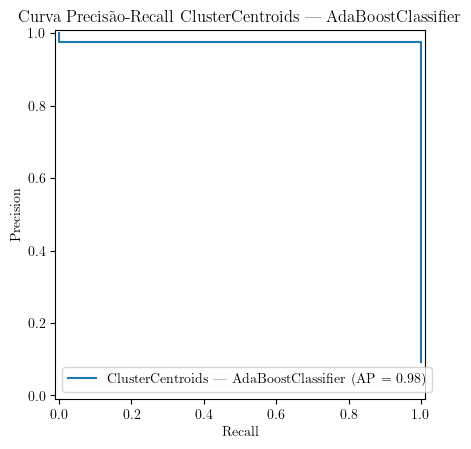 Curva Precisão-Recall ClusterCentroids — AdaBoostClassifier
1.0
0.8
0.6
0.4
0.2
0.0
Precision
ClusterCentroids — AdaBoostClassifier (AP = 0.98)
0.0 0.2 0.4 0.6 0.8 1.0
Recall